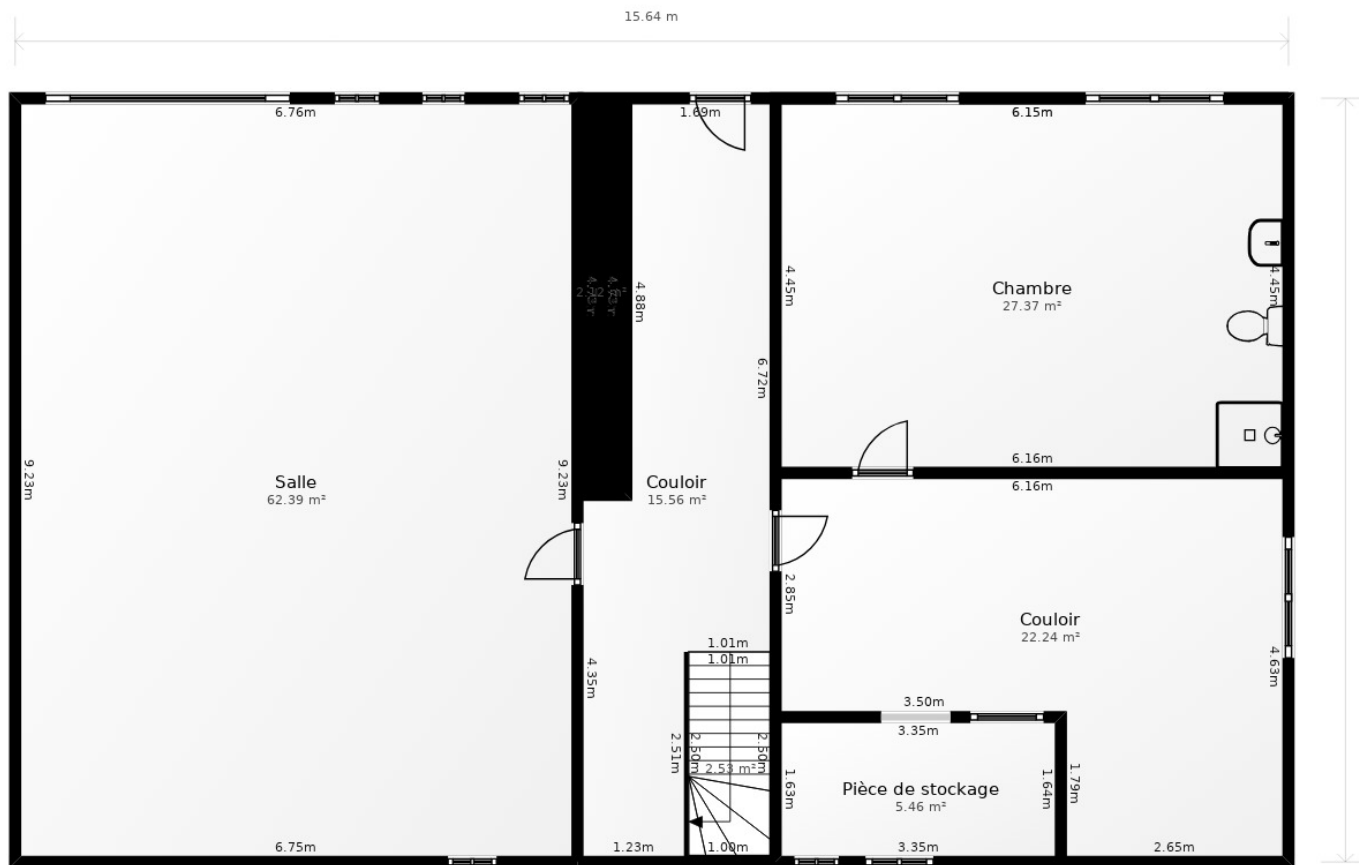 15.64 m
6.76m
1.69m
6.15m
4.45m
4.45m
4.88m
Chambre
27.37 m²
6.72m
6.16m
9.23m
9.23m
Salle
62.39 m²
Couloir
15.56 m²
6.16m
2.85m
Couloir
22.24 m²
4.35m
1.01m
1.01m
4.63m
3.50m
3.35m
2.51m
2.50m
2.50m
2.53 m²
1.63m
Pièce de stockage
5.46 m²
1.64m
1.79m
6.75m
1.23m
1.00m
3.35m
2.65m